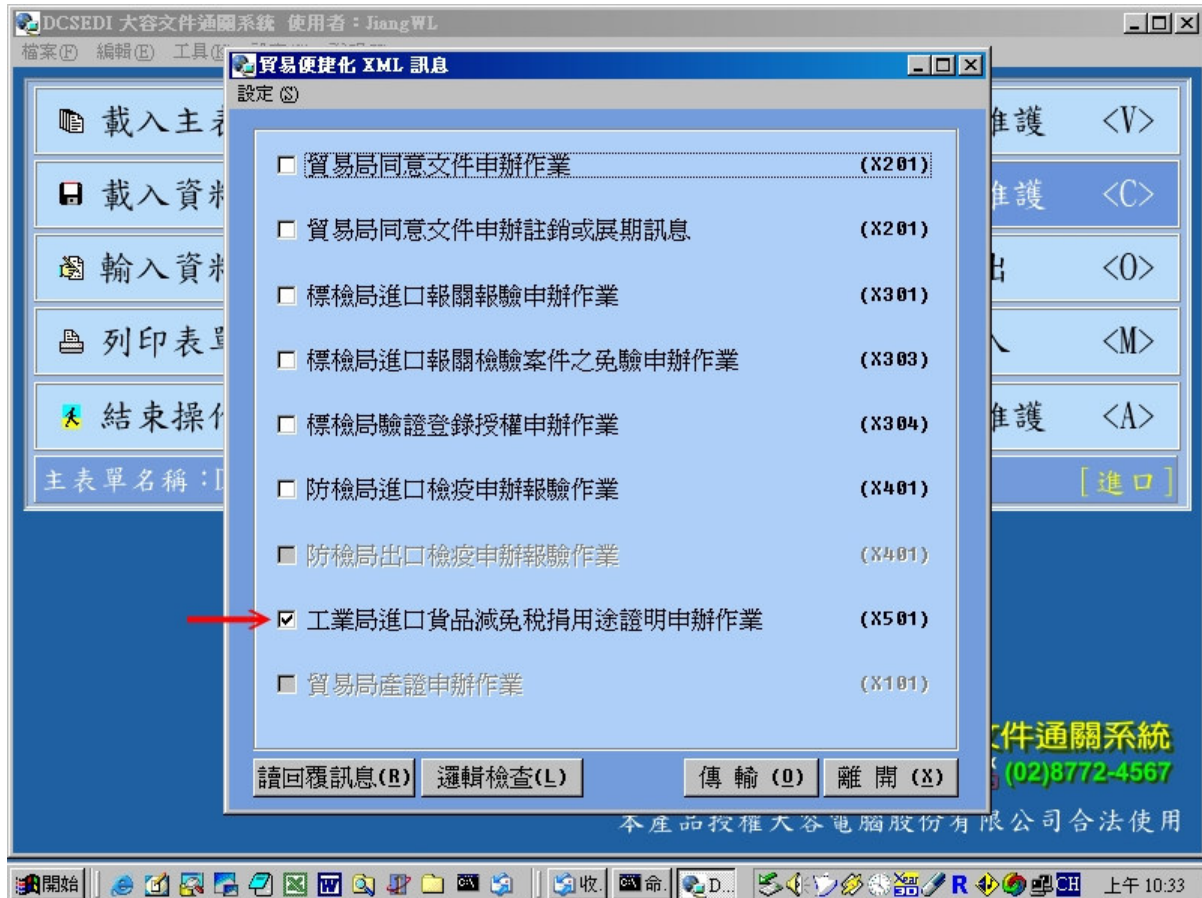 DCSEDI 大容文件通關系統 使用者：JiangWL
檔案(F) 編輯(E) 工具(K)
貿易便捷化 XML 訊息
設定(S)
貿易局同意文件申辦作業 (X201)
貿易局同意文件申辦註銷或展期訊息 (X201)
標檢局進口報關報驗申辦作業 (X301)
標檢局進口報關檢驗案件之免驗申辦作業 (X303)
標檢局驗證登錄授權申辦作業 (X304)
防檢局進口檢疫申辦報驗作業 (X401)
防檢局出口檢疫申辦報驗作業 (X401)
工業局進口貨品減免稅捐用途證明申辦作業 (X501)
貿易局產證申辦作業 (X101)
讀回覆訊息(R) 邏輯檢查(L) 傳輸(O) 離開(X)
載入主表
載入資料
輸入資料
列印表單
結束操作
主表單名稱：D
維護 <V>
維護 <C>
出 <O>
入 <M>
維護 <A>
[進口]
文件通關系統
(02)8772-4567
本產品授權大容電腦股份有限公司合法使用
開始 收. 命. D... CH 上午 10:33